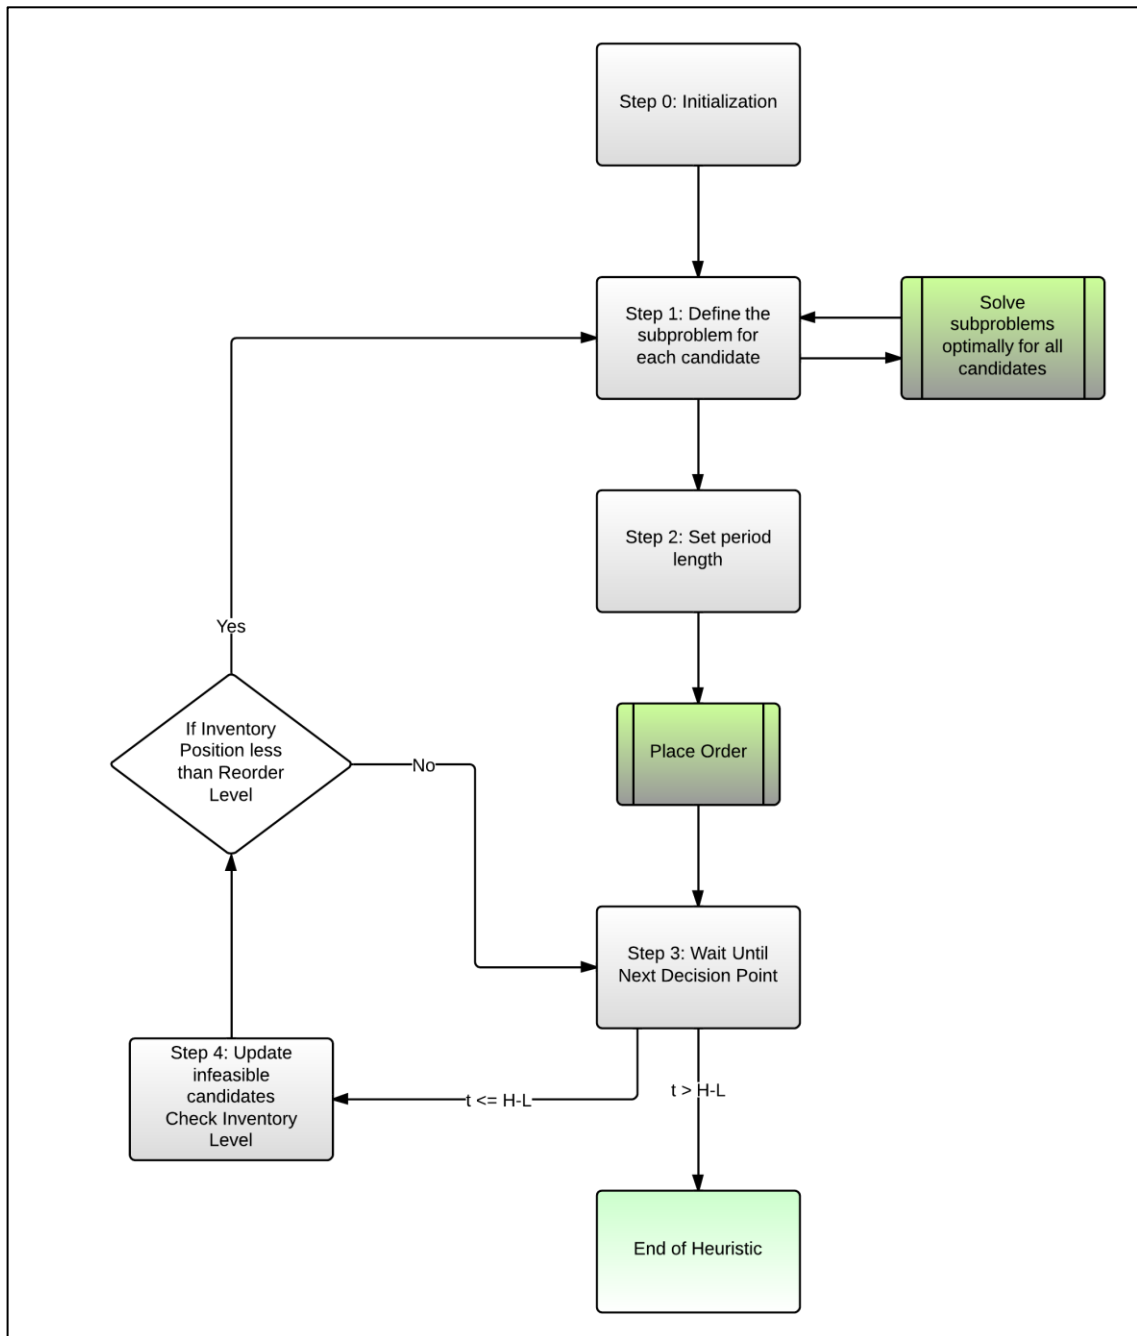 Step 0: Initialization
Step 1: Define the
subproblem for
each candidate
Solve
subproblems
optimally for all
candidates
Step 2: Set period
length
Yes
If Inventory
Position less
than Reorder
Level
No
Place Order
Step 3: Wait Until
Next Decision Point
Step 4: Update
infeasible
candidates
Check Inventory
Level
t <= H-L
t > H-L
End of Heuristic